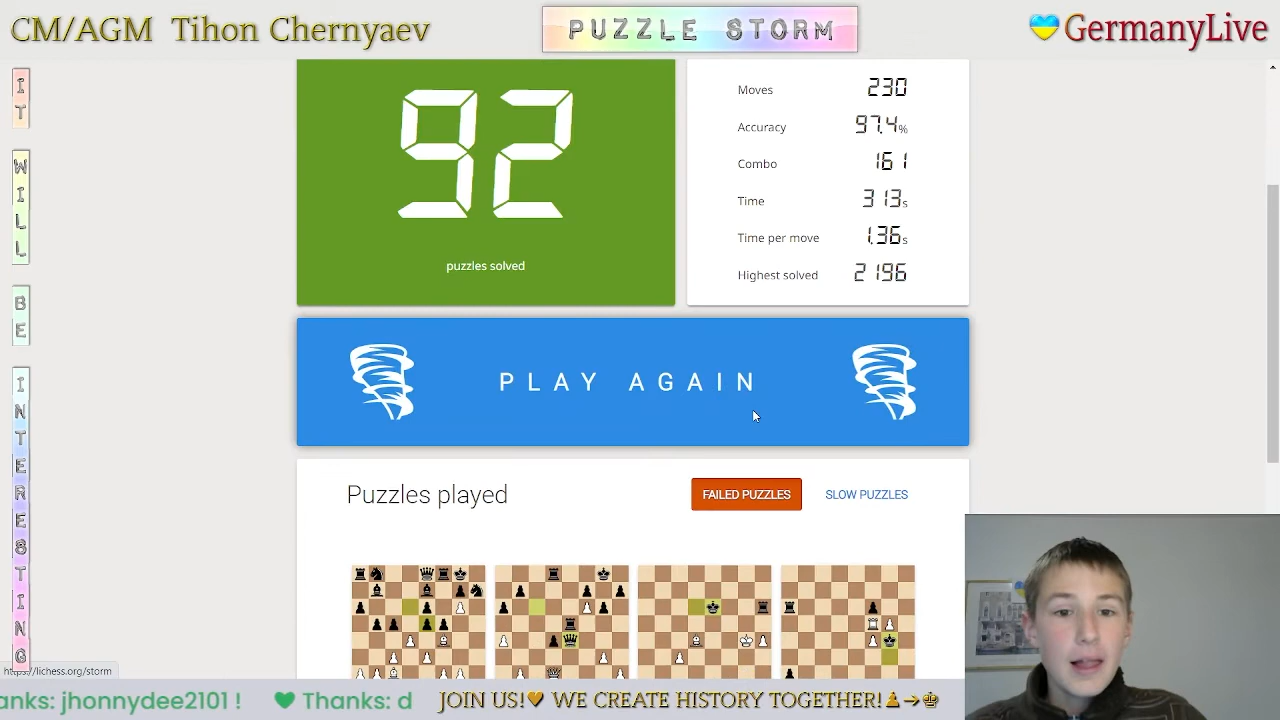 CM/AGM Tihon Chernyaev
PUZZLE STORM
GermanyLive
IT
WILL
BE
INTERESTING
92
puzzles solved
Moves 230
Accuracy 97.4%
Combo 161
Time 313s
Time per move 1.36s
Highest solved 2196
PLAY AGAIN
Puzzles played
FAILED PUZZLES
SLOW PUZZLES
https://lichess.org/storm
anks: jhonnydee2101 !
Thanks: d
JOIN US! WE CREATE HISTORY TOGETHER!